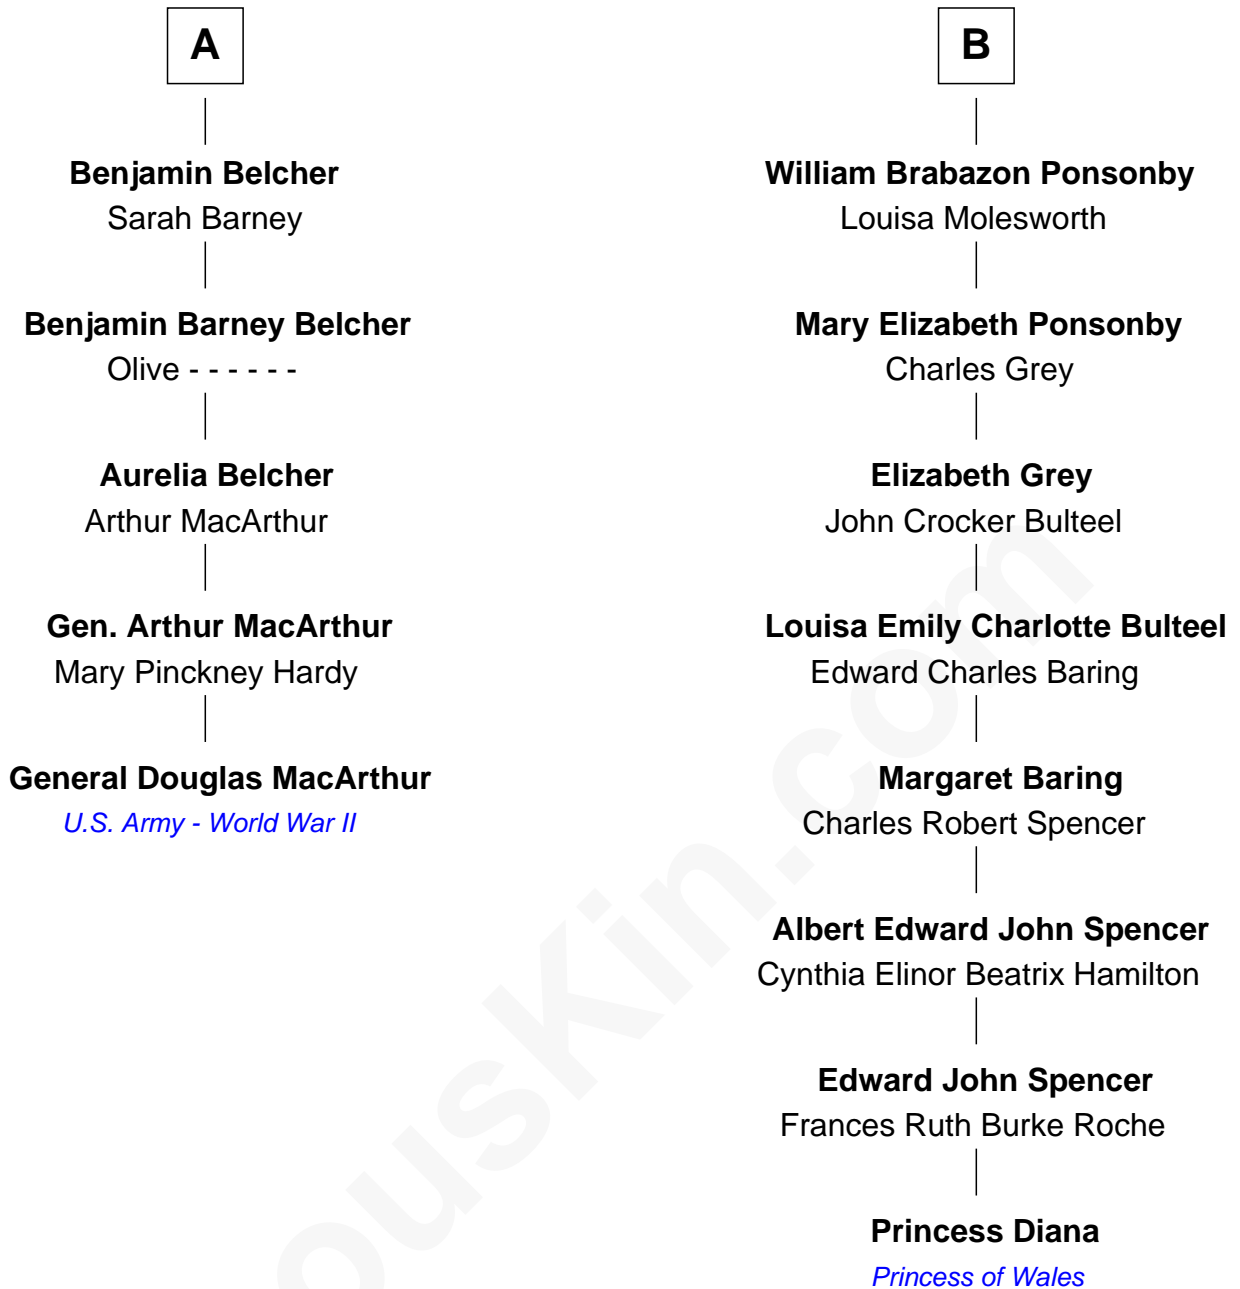 A
Benjamin Belcher
Sarah Barney
Benjamin Barney Belcher
Olive - - - - - -
Aurelia Belcher
Arthur MacArthur
Gen. Arthur MacArthur
Mary Pinckney Hardy
General Douglas MacArthur
U.S. Army - World War II
B
William Brabazon Ponsonby
Louisa Molesworth
Mary Elizabeth Ponsonby
Charles Grey
Elizabeth Grey
John Crocker Bulteel
Louisa Emily Charlotte Bulteel
Edward Charles Baring
Margaret Baring
Charles Robert Spencer
Albert Edward John Spencer
Cynthia Elinor Beatrix Hamilton
Edward John Spencer
Frances Ruth Burke Roche
Princess Diana
Princess of Wales
ousKin.com